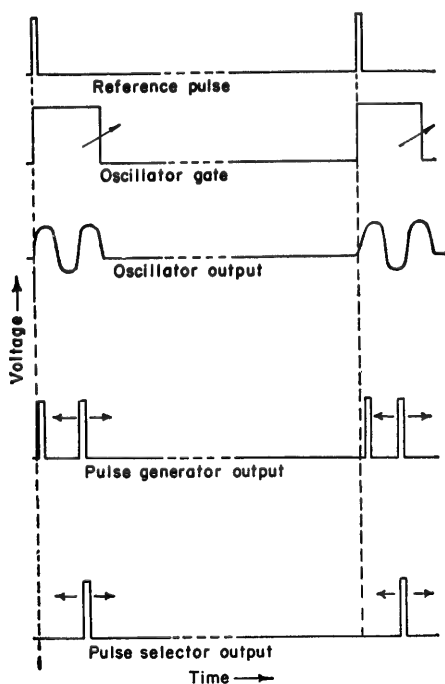 Reference pulse
Oscillator gate
Oscillator output
Voltage
Pulse generator output
Pulse selector output
Time